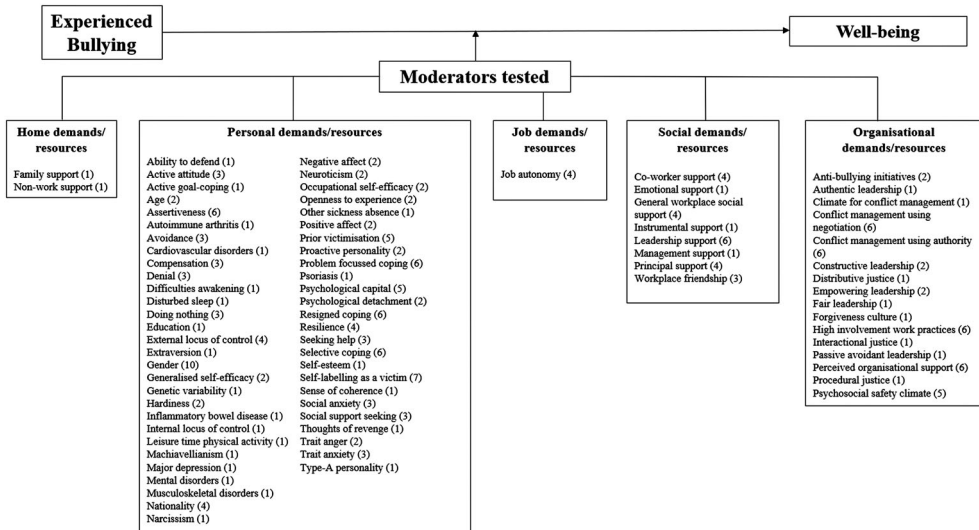 Experienced
Bullying
Well-being
Moderators tested
Home demands/
resources
Family support (1)
Non-work support (1)
Personal demands/resources
Ability to defend (1)
Active attitude (3)
Active goal-coping (1)
Age (2)
Assertiveness (6)
Autoimmune arthritis (1)
Avoidance (3)
Cardiovascular disorders (1)
Compensation (3)
Denial (3)
Difficulties awakening (1)
Disturbed sleep (1)
Doing nothing (3)
Education (1)
External locus of control (4)
Extraversion (1)
Gender (10)
Generalised self-efficacy (2)
Genetic variability (1)
Hardiness (2)
Inflammatory bowel disease (1)
Internal locus of control (1)
Leisure time physical activity (1)
Machiavellianism (1)
Major depression (1)
Mental disorders (1)
Musculoskeletal disorders (1)
Nationality (4)
Narcissism (1)
Negative affect (2)
Neuroticism (2)
Occupational self-efficacy (2)
Openness to experience (2)
Other sickness absence (1)
Positive affect (2)
Prior victimisation (5)
Proactive personality (2)
Problem focussed coping (6)
Psoriasis (1)
Psychological capital (5)
Psychological detachment (2)
Resigned coping (6)
Resilience (4)
Seeking help (3)
Selective coping (6)
Self-esteem (1)
Self-labelling as a victim (7)
Sense of coherence (1)
Social anxiety (3)
Social support seeking (3)
Thoughts of revenge (1)
Trait anger (2)
Trait anxiety (3)
Type-A personality (1)
Job demands/
resources
Job autonomy (4)
Social demands/
resources
Co-worker support (4)
Emotional support (1)
General workplace social
support (4)
Instrumental support (1)
Leadership support (6)
Management support (1)
Principal support (4)
Workplace friendship (3)
Organisational
demands/resources
Anti-bullying initiatives (2)
Authentic leadership (1)
Climate for conflict management (1)
Conflict management using
negotiation (6)
Conflict management using authority
(6)
Constructive leadership (2)
Distributive justice (1)
Empowering leadership (2)
Fair leadership (1)
Forgiveness culture (1)
High involvement work practices (6)
Interactional justice (1)
Passive avoidant leadership (1)
Perceived organisational support (6)
Procedural justice (1)
Psychosocial safety climate (5)